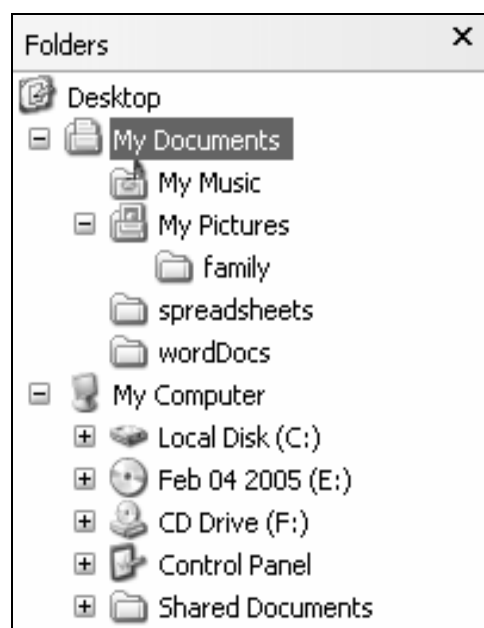 Folders
Desktop
My Documents
My Music
My Pictures
family
spreadsheets
wordDocs
My Computer
Local Disk (C:)
Feb 04 2005 (E:)
CD Drive (F:)
Control Panel
Shared Documents